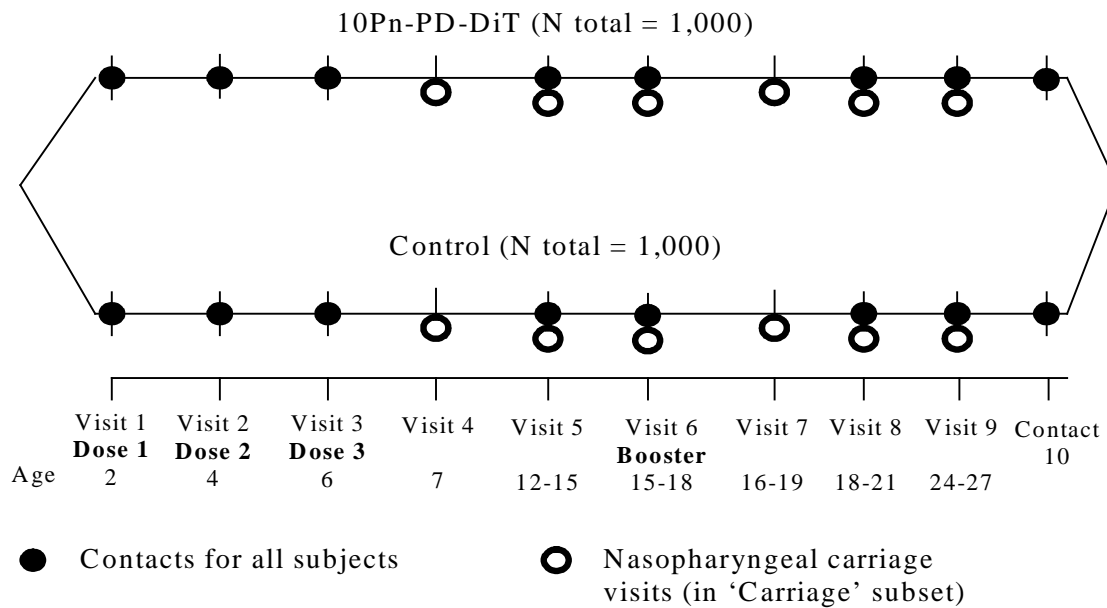 10Pn-PD-DiT (N total = 1,000)
Control (N total = 1,000)
Visit 1 Visit 2 Visit 3 Visit 4 Visit 5 Visit 6 Visit 7 Visit 8 Visit 9 Contact
Dose 1 Dose 2 Dose 3 Booster 10
Age 2 4 6 7 12-15 15-18 16-19 18-21 24-27
Contacts for all subjects
Nasopharyngeal carriage
visits (in ‘Carriage’ subset)